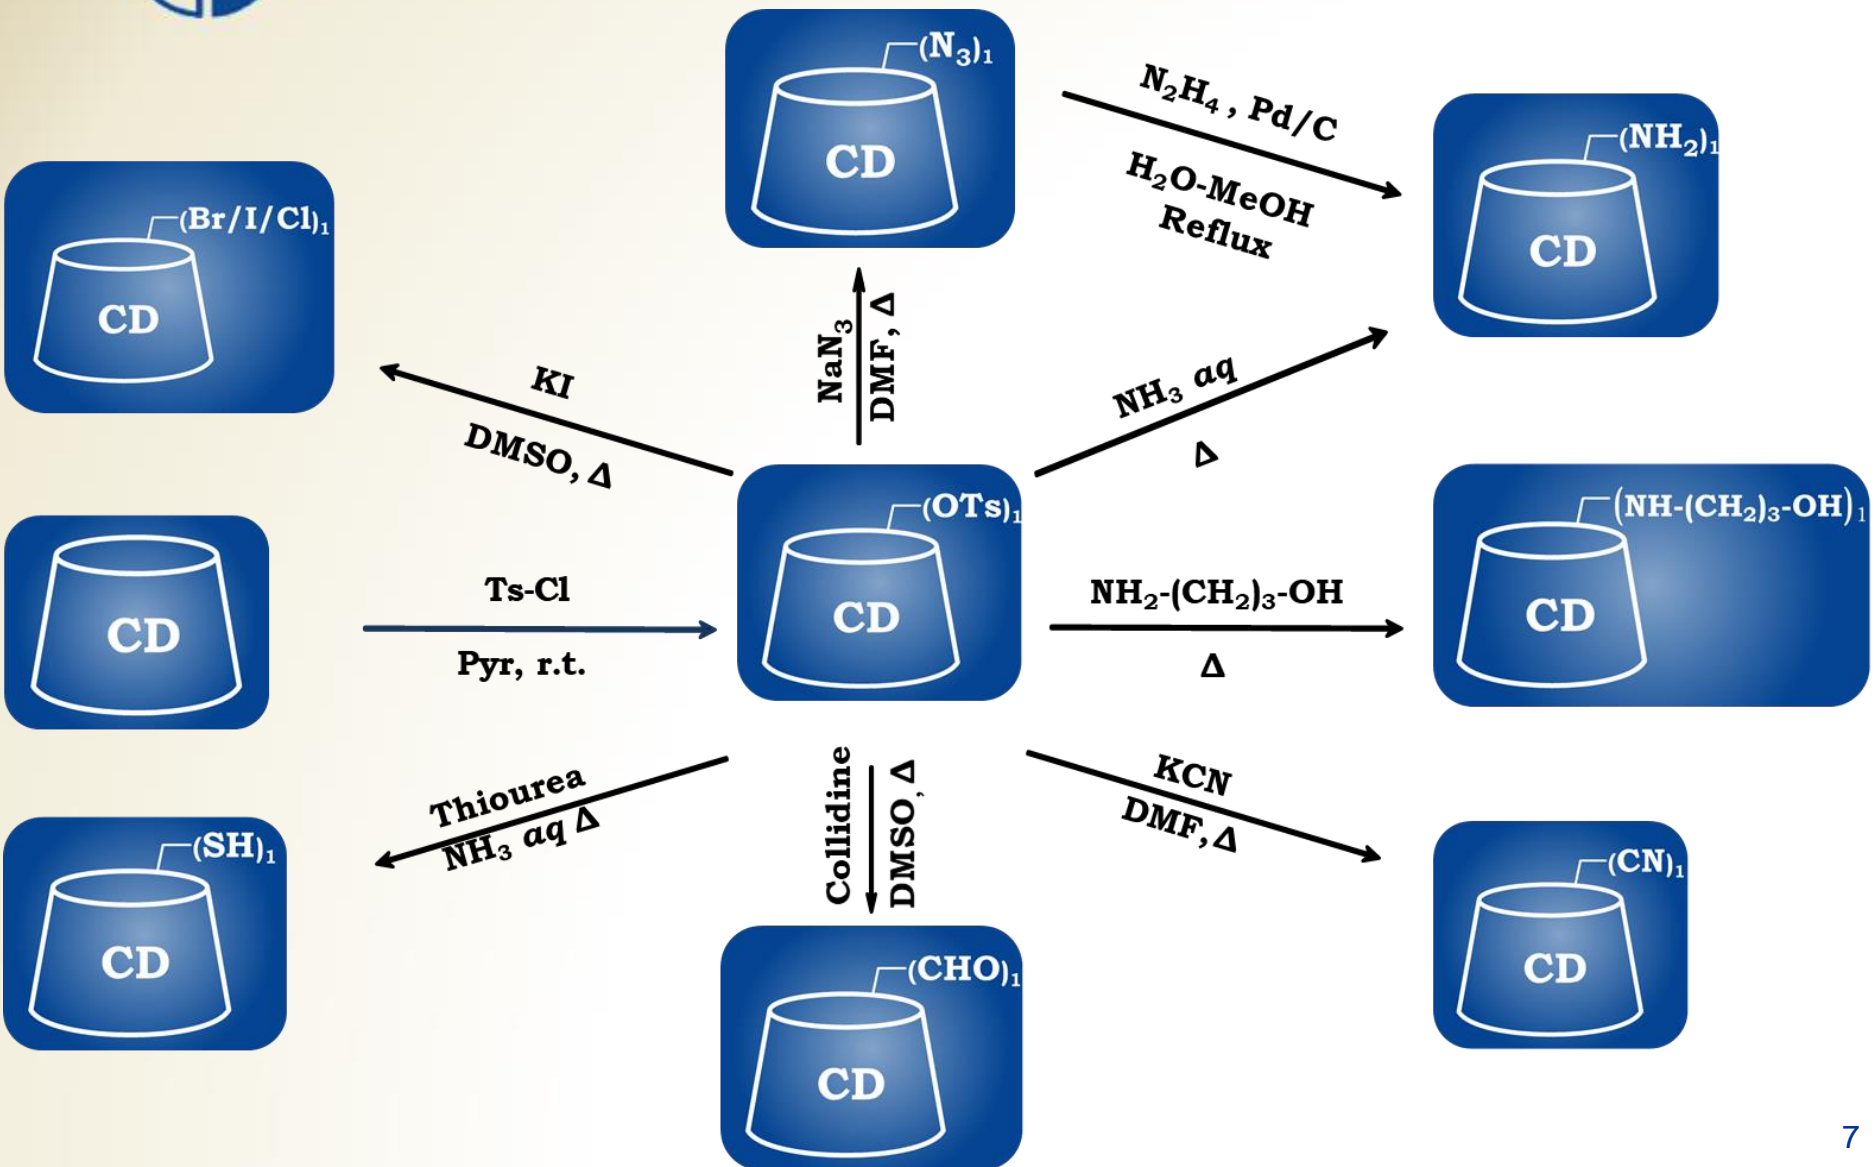 (N₃)₁
CD
N₂H₄ , Pd/C
H₂O-MeOH
Reflux
(NH₂)₁
CD
(Br/I/Cl)₁
CD
KI
DMSO, Δ
NaN₃
DMF, Δ
NH₃ aq
Δ
CD
Ts-Cl
Pyr, r.t.
(OTs)₁
CD
NH₂-(CH₂)₃-OH
Δ
(NH-(CH₂)₃-OH)₁
CD
Thiourea
NH₃ aq Δ
(SH)₁
CD
Collidine
DMSO, Δ
(CHO)₁
CD
KCN
DMF, Δ
(CN)₁
CD
7